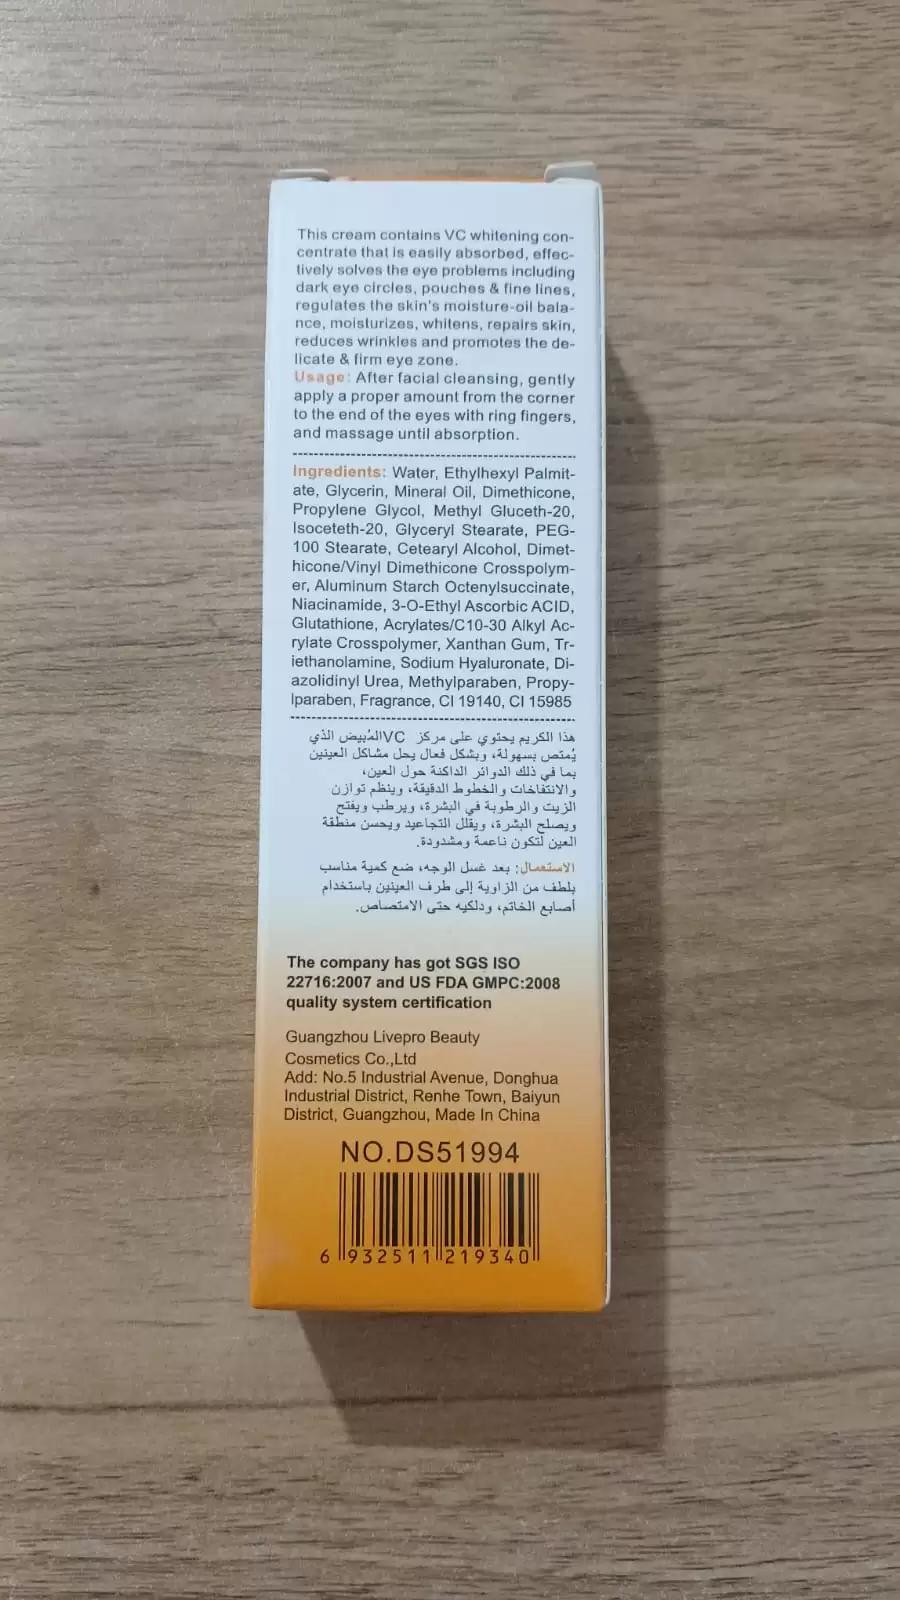 This cream contains VC whitening con-
centrate that is easily absorbed, effec-
tively solves the eye problems including
dark eye circles, pouches & fine lines,
regulates the skin's moisture-oil bala-
nce, moisturizes, whitens, repairs skin,
reduces wrinkles and promotes the de-
licate & firm eye zone.
Usage: After facial cleansing, gently
apply a proper amount from the corner
to the end of the eyes with ring fingers,
and massage until absorption.
Ingredients: Water, Ethylhexyl Palmit-
ate, Glycerin, Mineral Oil, Dimethicone,
Propylene Glycol, Methyl Gluceth-20,
Isoceteth-20, Glyceryl Stearate, PEG-
100 Stearate, Cetearyl Alcohol, Dimet-
hicone/Vinyl Dimethicone Crosspolym-
er, Aluminum Starch Octenylsuccinate,
Niacinamide, 3-O-Ethyl Ascorbic ACID,
Glutathione, Acrylates/C10-30 Alkyl Ac-
rylate Crosspolymer, Xanthan Gum, Tr-
iethanolamine, Sodium Hyaluronate, Di-
azolidinyl Urea, Methylparaben, Propy-
lparaben, Fragrance, CI 19140, CI 15985
هذا الكريم يحتوي على مركز VCالمُبيض الذي
يُمتص بسهولة، وبشكل فعال يحل مشاكل العينين
بما في ذلك الدوائر الداكنة حول العين،
والانتفاخات والخطوط الدقيقة، وينظم توازن
الزيت والرطوبة في البشرة، ويرطب ويفتح
ويصلح البشرة، ويقلل التجاعيد ويحسن منطقة
العين لتكون ناعمة ومشدودة.
الاستعمال: بعد غسل الوجه، ضع كمية مناسب
بلطف من الزاوية إلى طرف العينين باستخدام
أصابع الخاتم، ودلكيه حتى الامتصاص.
The company has got SGS ISO
22716:2007 and US FDA GMPC:2008
quality system certification
Guangzhou Livepro Beauty
Cosmetics Co.,Ltd
Add: No.5 Industrial Avenue, Donghua
Industrial District, Renhe Town, Baiyun
District, Guangzhou, Made In China
NO.DS51994
6 932511 219340